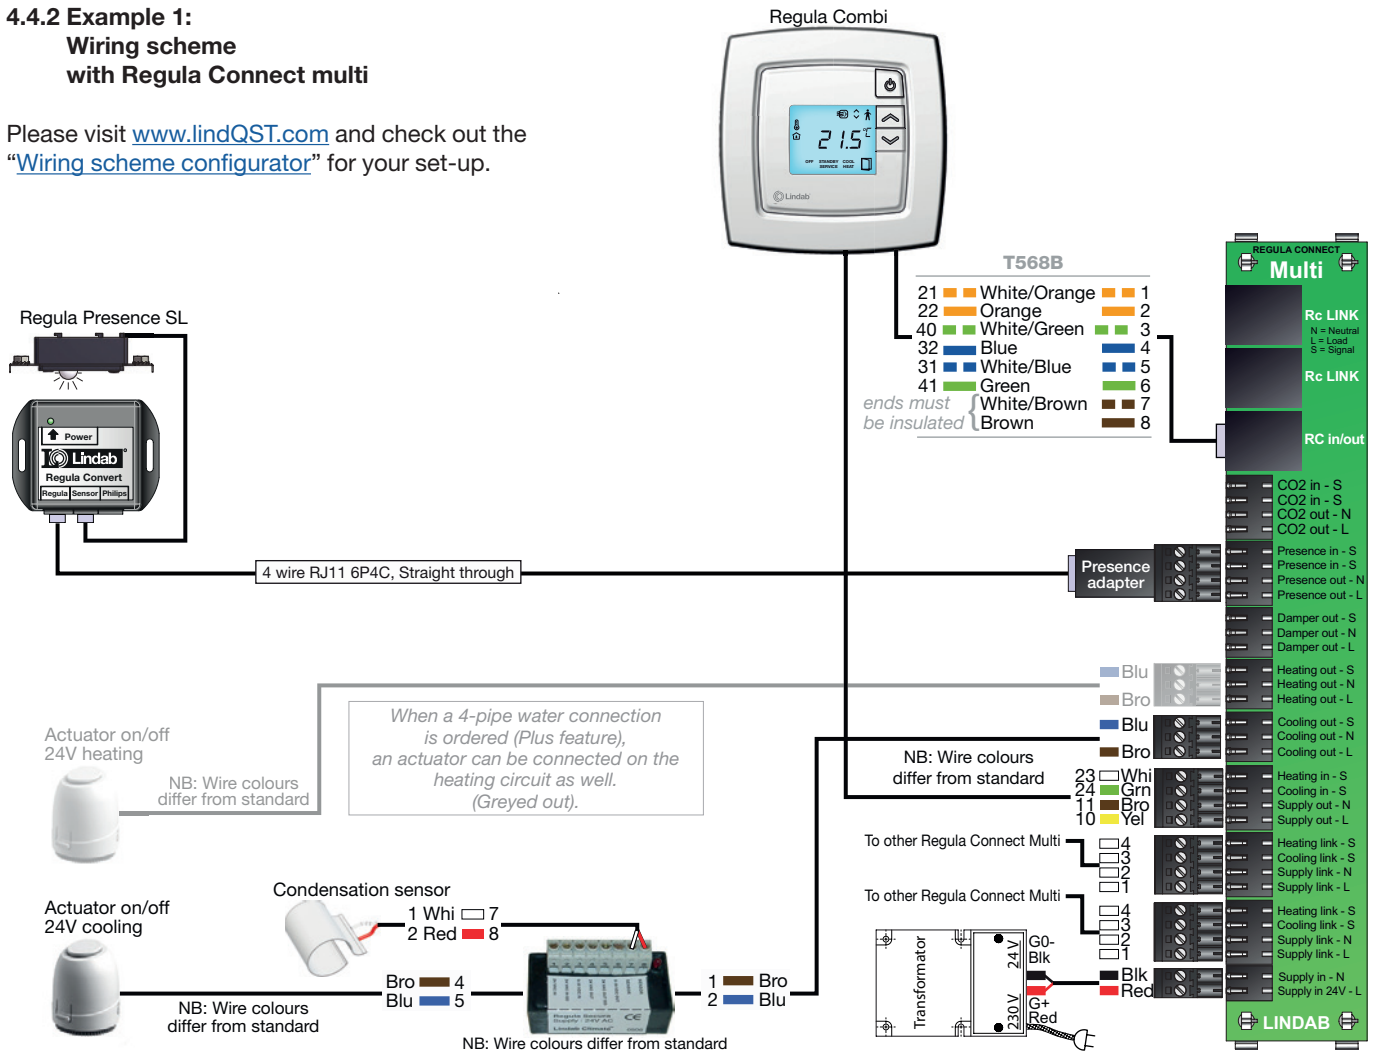 4.4.2 Example 1:
Wiring scheme
with Regula Connect multi
Please visit www.lindQST.com and check out the
“Wiring scheme configurator” for your set-up.
Regula Combi
21.5°C
OFF STANDBY COOL
SERVICE HEAT
Lindab
T568B
21 White/Orange 1
22 Orange 2
40 White/Green 3
32 Blue 4
31 White/Blue 5
41 Green 6
ends must { White/Brown 7
be insulated Brown 8
REGULA CONNECT
Multi
Rc LINK
N = Neutral
L = Load
S = Signal
Rc LINK
RC in/out
CO2 in - S
CO2 in - S
CO2 out - N
CO2 out - L
Presence in - S
Presence in - S
Presence out - N
Presence out - L
Damper out - S
Damper out - N
Damper out - L
Heating out - S
Heating out - N
Heating out - L
Cooling out - S
Cooling out - N
Cooling out - L
Heating in - S
Cooling in - S
Supply out - N
Supply out - L
Heating link - S
Cooling link - S
Supply link - N
Supply link - L
Heating link - S
Cooling link - S
Supply link - N
Supply link - L
Supply in - N
Supply in 24V - L
LINDAB
Regula Presence SL
Power
Lindab
Regula Convert
Regula Sensor Philips
4 wire RJ11 6P4C, Straight through
Presence
adapter
Blu
Bro
Blu
Bro
NB: Wire colours
differ from standard
23 Whi
24 Grn
11 Bro
10 Yel
To other Regula Connect Multi
4
3
2
1
To other Regula Connect Multi
4
3
2
1
Actuator on/off
24V heating
NB: Wire colours
differ from standard
When a 4-pipe water connection
is ordered (Plus feature),
an actuator can be connected on the
heating circuit as well.
(Greyed out).
Condensation sensor
1 Whi 7
2 Red 8
Actuator on/off
24V cooling
Bro 4
Blu 5
NB: Wire colours
differ from standard
Regula Secura
Supply : 24V AC
Lindab Climate
CE
1 Bro
2 Blu
NB: Wire colours differ from standard
Transformator
24V
230V
G0-
Blk
G+
Red
Blk
Red